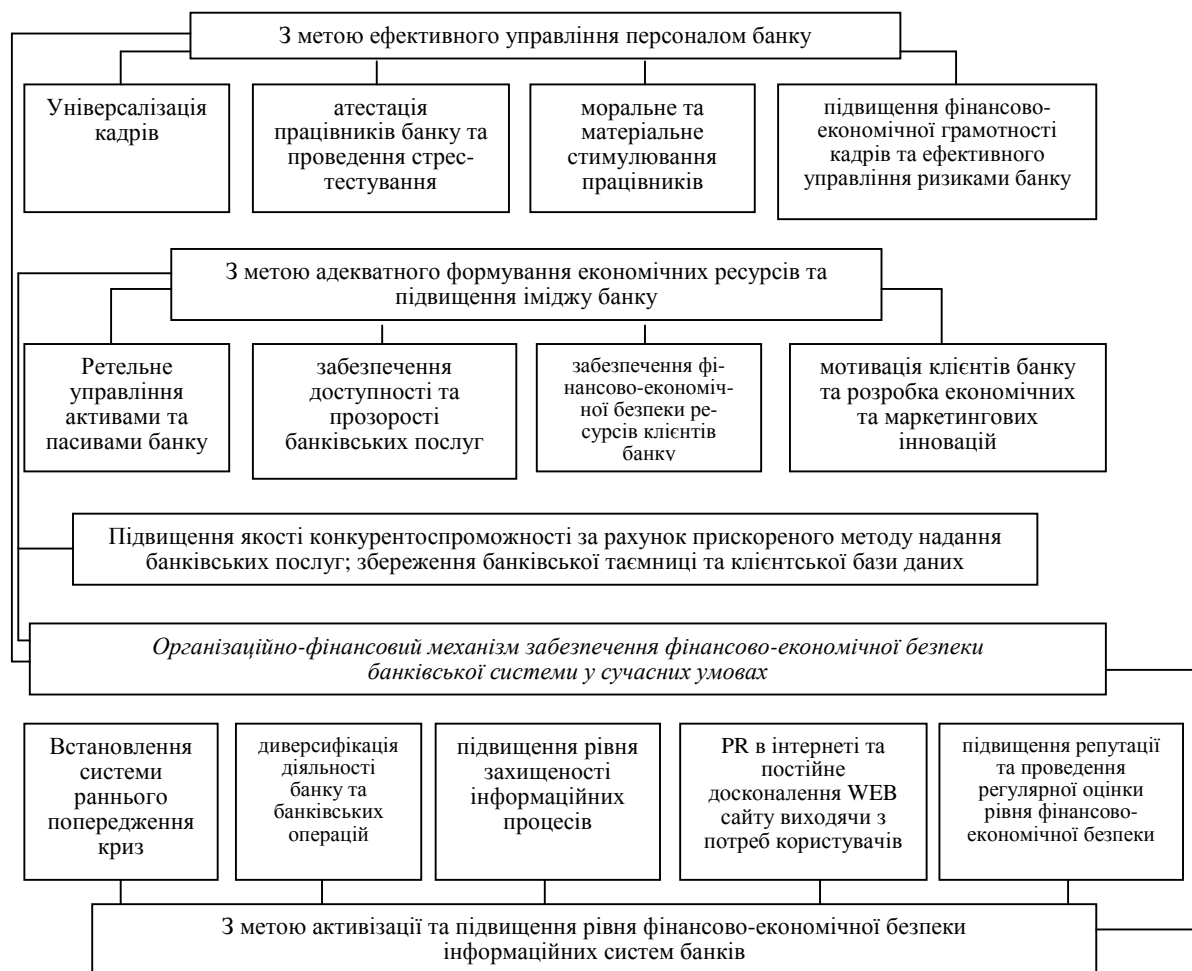 З метою ефективного управління персоналом банку
Універсалізація
кадрів
атестація
працівників банку та
проведення стрес-
тестування
моральне та
матеріальне
стимулювання
працівників
підвищення фінансово-
економічної грамотності
кадрів та ефективного
управління ризиками банку
З метою адекватного формування економічних ресурсів та
підвищення іміджу банку
Ретельне
управління
активами та
пасивами банку
забезпечення
доступності та
прозорості
банківських послуг
забезпечення фі-
нансово-економіч-
ної безпеки ре-
сурсів клієнтів
банку
мотивація клієнтів банку
та розробка економічних
та маркетингових
інновацій
Підвищення якості конкурентоспроможності за рахунок прискореного методу надання
банківських послуг; збереження банківської таємниці та клієнтської бази даних
Організаційно-фінансовий механізм забезпечення фінансово-економічної безпеки
банківської системи у сучасних умовах
Встановлення
системи
раннього
попередження
криз
диверсифікація
діяльності
банку та
банківських
операцій
підвищення рівня
захищеності
інформаційних
процесів
PR в інтернеті та
постійне
досконалення WEB
сайту виходячи з
потреб користувачів
підвищення репутації
та проведення
регулярної оцінки
рівня фінансово-
економічної безпеки
З метою активізації та підвищення рівня фінансово-економічної безпеки
інформаційних систем банків